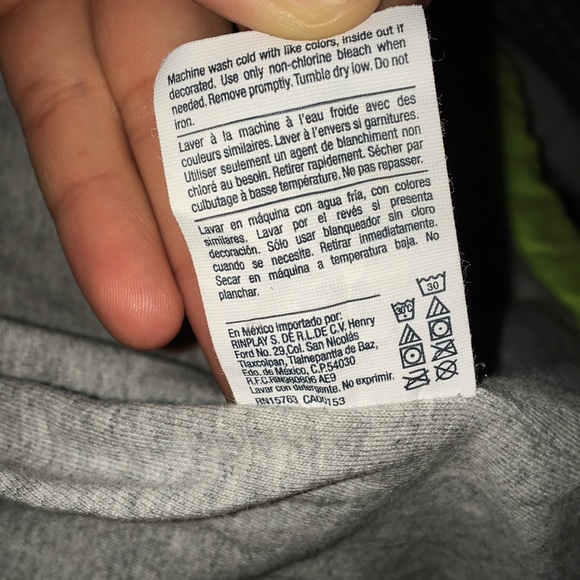 Machine wash cold with like colors, inside out if
decorated. Use only non-chlorine bleach when
needed. Remove promptly. Tumble dry low. Do not
iron.
Laver à la machine à l'eau froide avec des
couleurs similaires. Laver à l'envers si garnitures.
Utiliser seulement un agent de blanchiment non
chloré au besoin. Retirer rapidement. Sécher par
culbutage à basse température. Ne pas repasser.
Lavar en máquina con agua fría, con colores
similares. Lavar por el revés si presenta
decoración. Sólo usar blanqueador sin cloro
cuando se necesite. Retirar inmediatamente.
Secar en máquina a temperatura baja. No
planchar.
30
30
En México importado por:
RINPLAY S. DE R.L.DE C.V. Henry
Ford No. 29,Col. San Nicolás
Tlaxcolpan, Tlalnepantla de Baz,
Edo. de México, C.P.54030
R.F.C.RIN980806 AE9
Lavar con detergente. No exprimir.
RN15763 CA00153